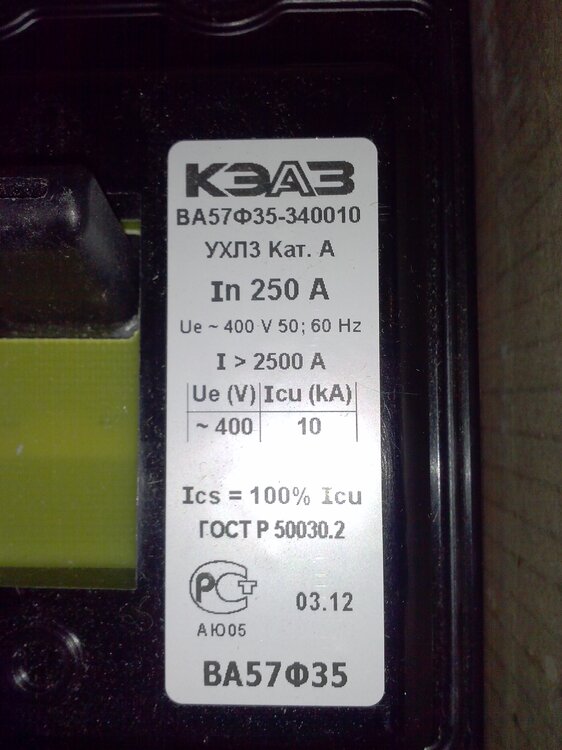 КЭАЗ
ВА57Ф35-340010
УХЛ3 Кат. А
In 250 A
Ue ~ 400 V 50; 60 Hz
I > 2500 A
Ue (V) Icu (kA)
~ 400 10
Ics = 100% Icu
ГОСТ Р 50030.2
РСТ 03.12
АЮ05
ВА57Ф35